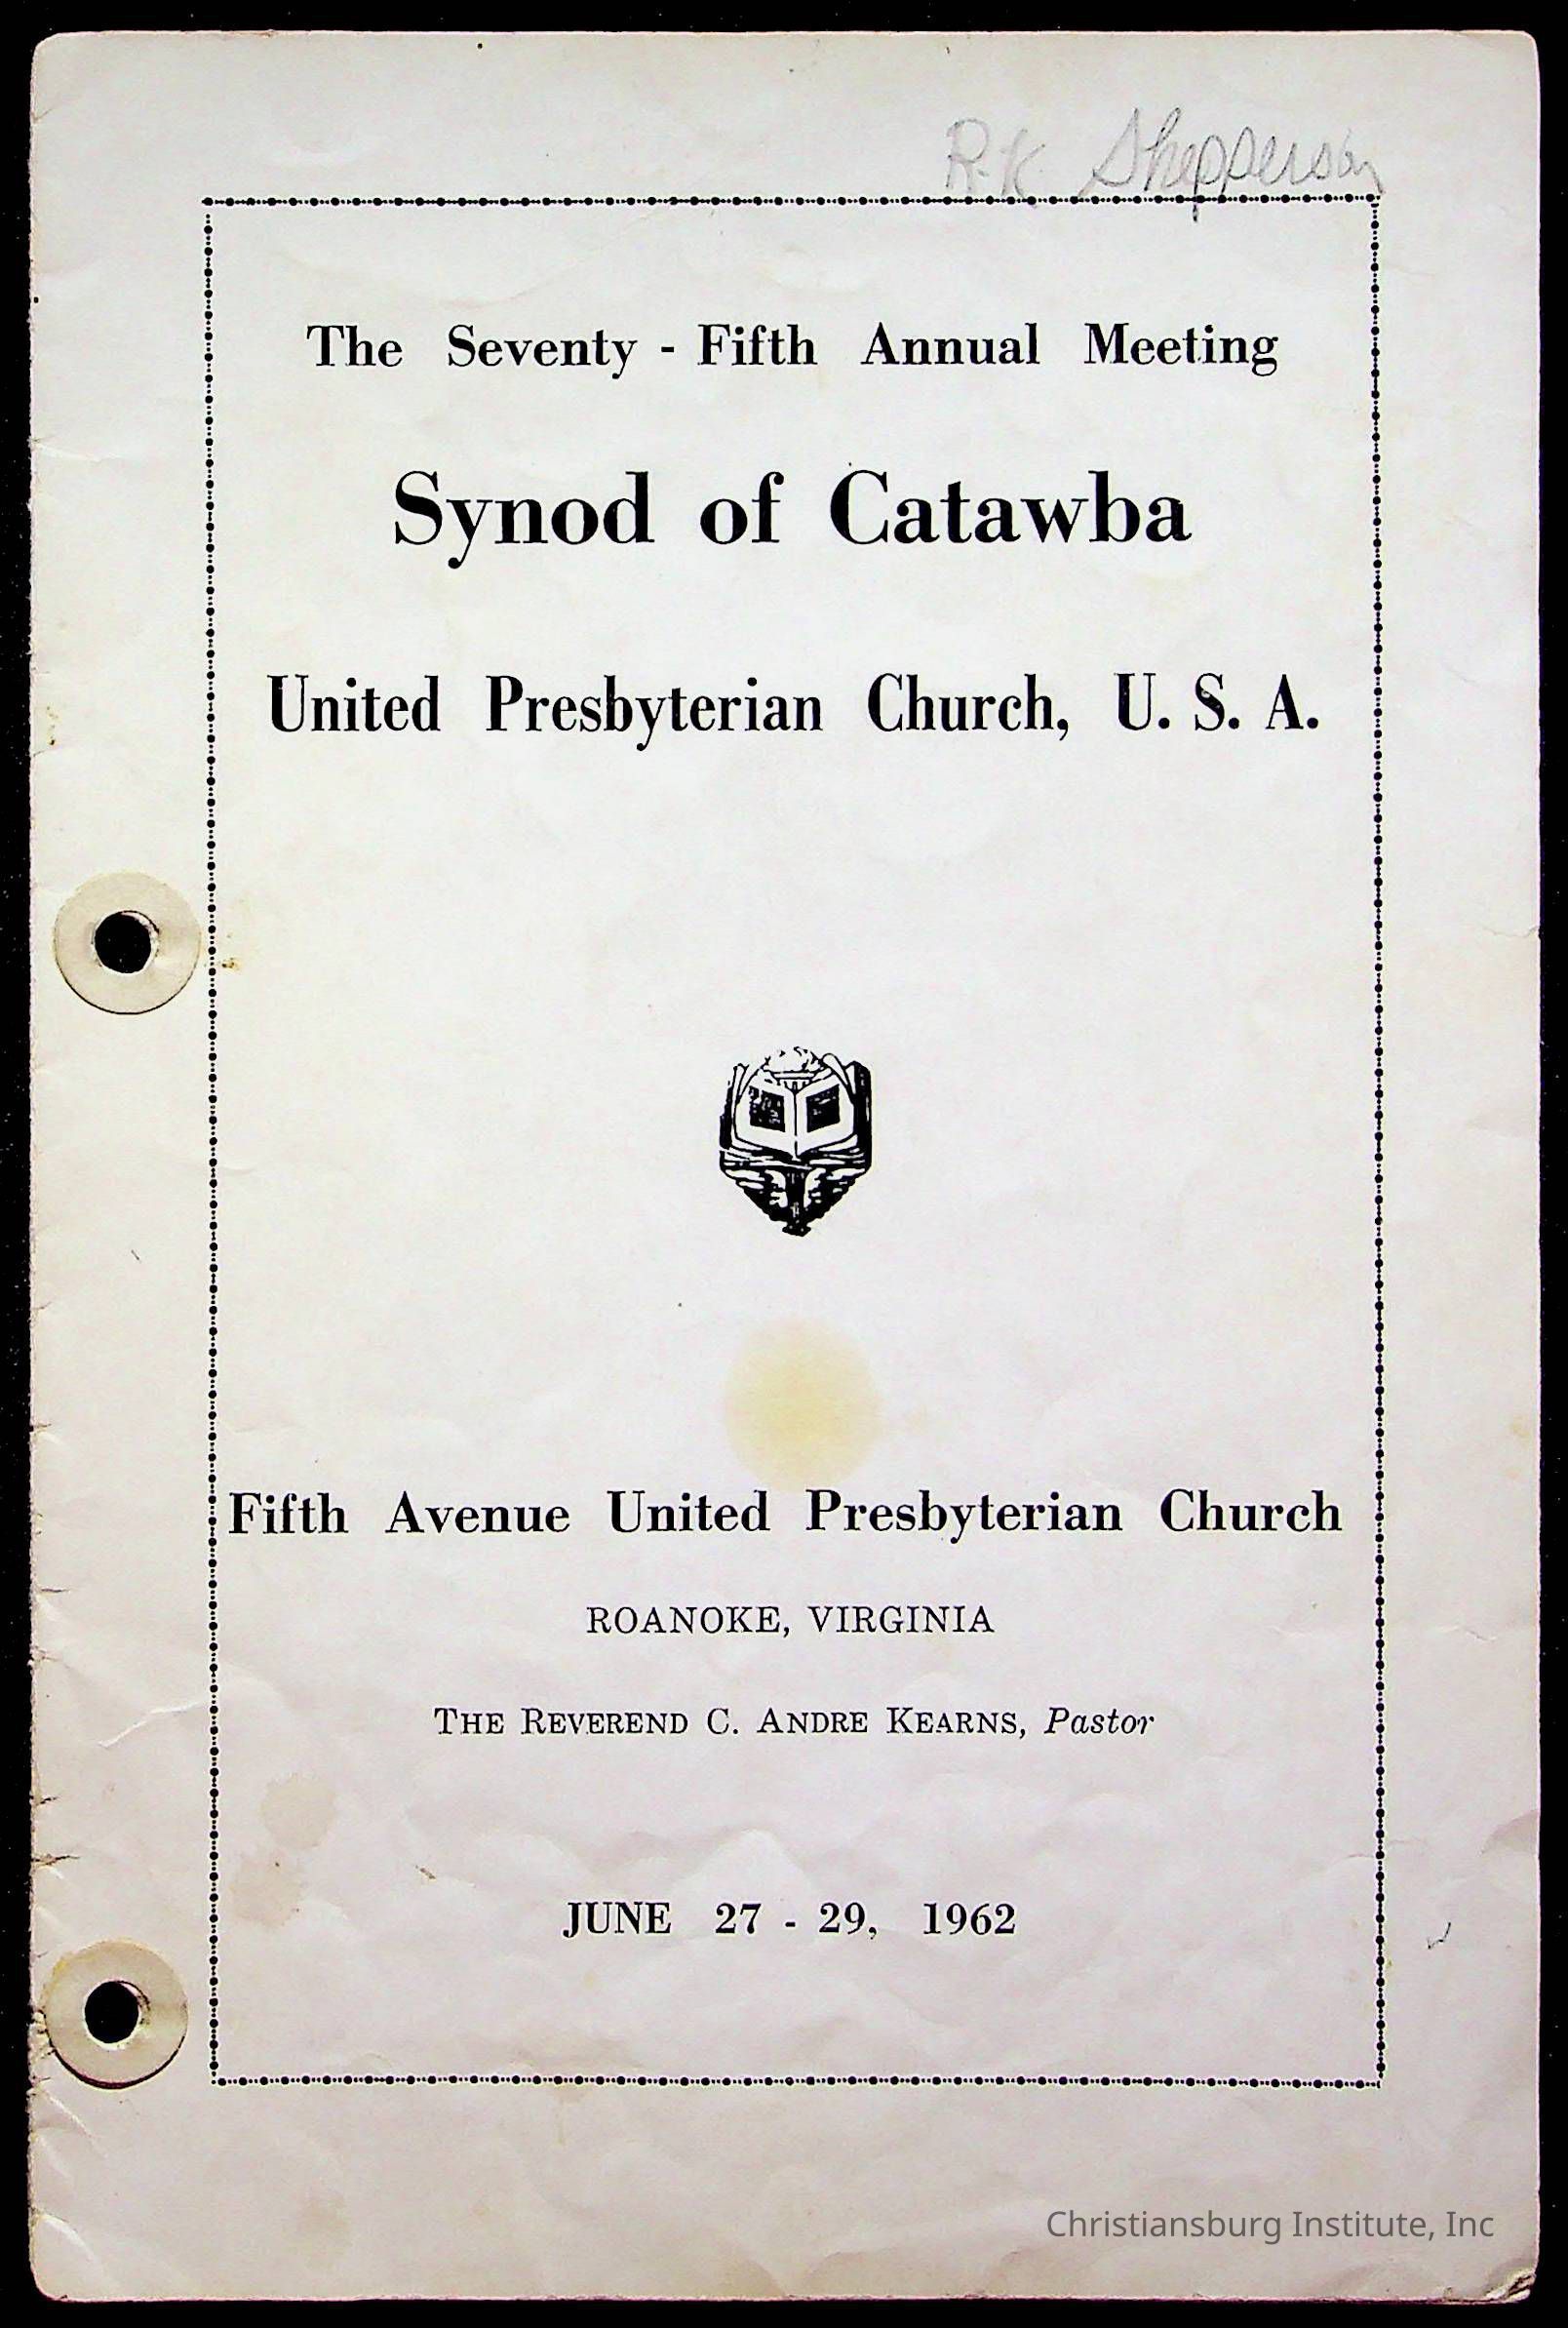 R.K Shepperson
The Seventy - Fifth Annual Meeting
Synod of Catawba
United Presbyterian Church, U. S. A.
Fifth Avenue United Presbyterian Church
ROANOKE, VIRGINIA
THE REVEREND C. ANDRE KEARNS, Pastor
JUNE 27 - 29, 1962
Christiansburg Institute, Inc